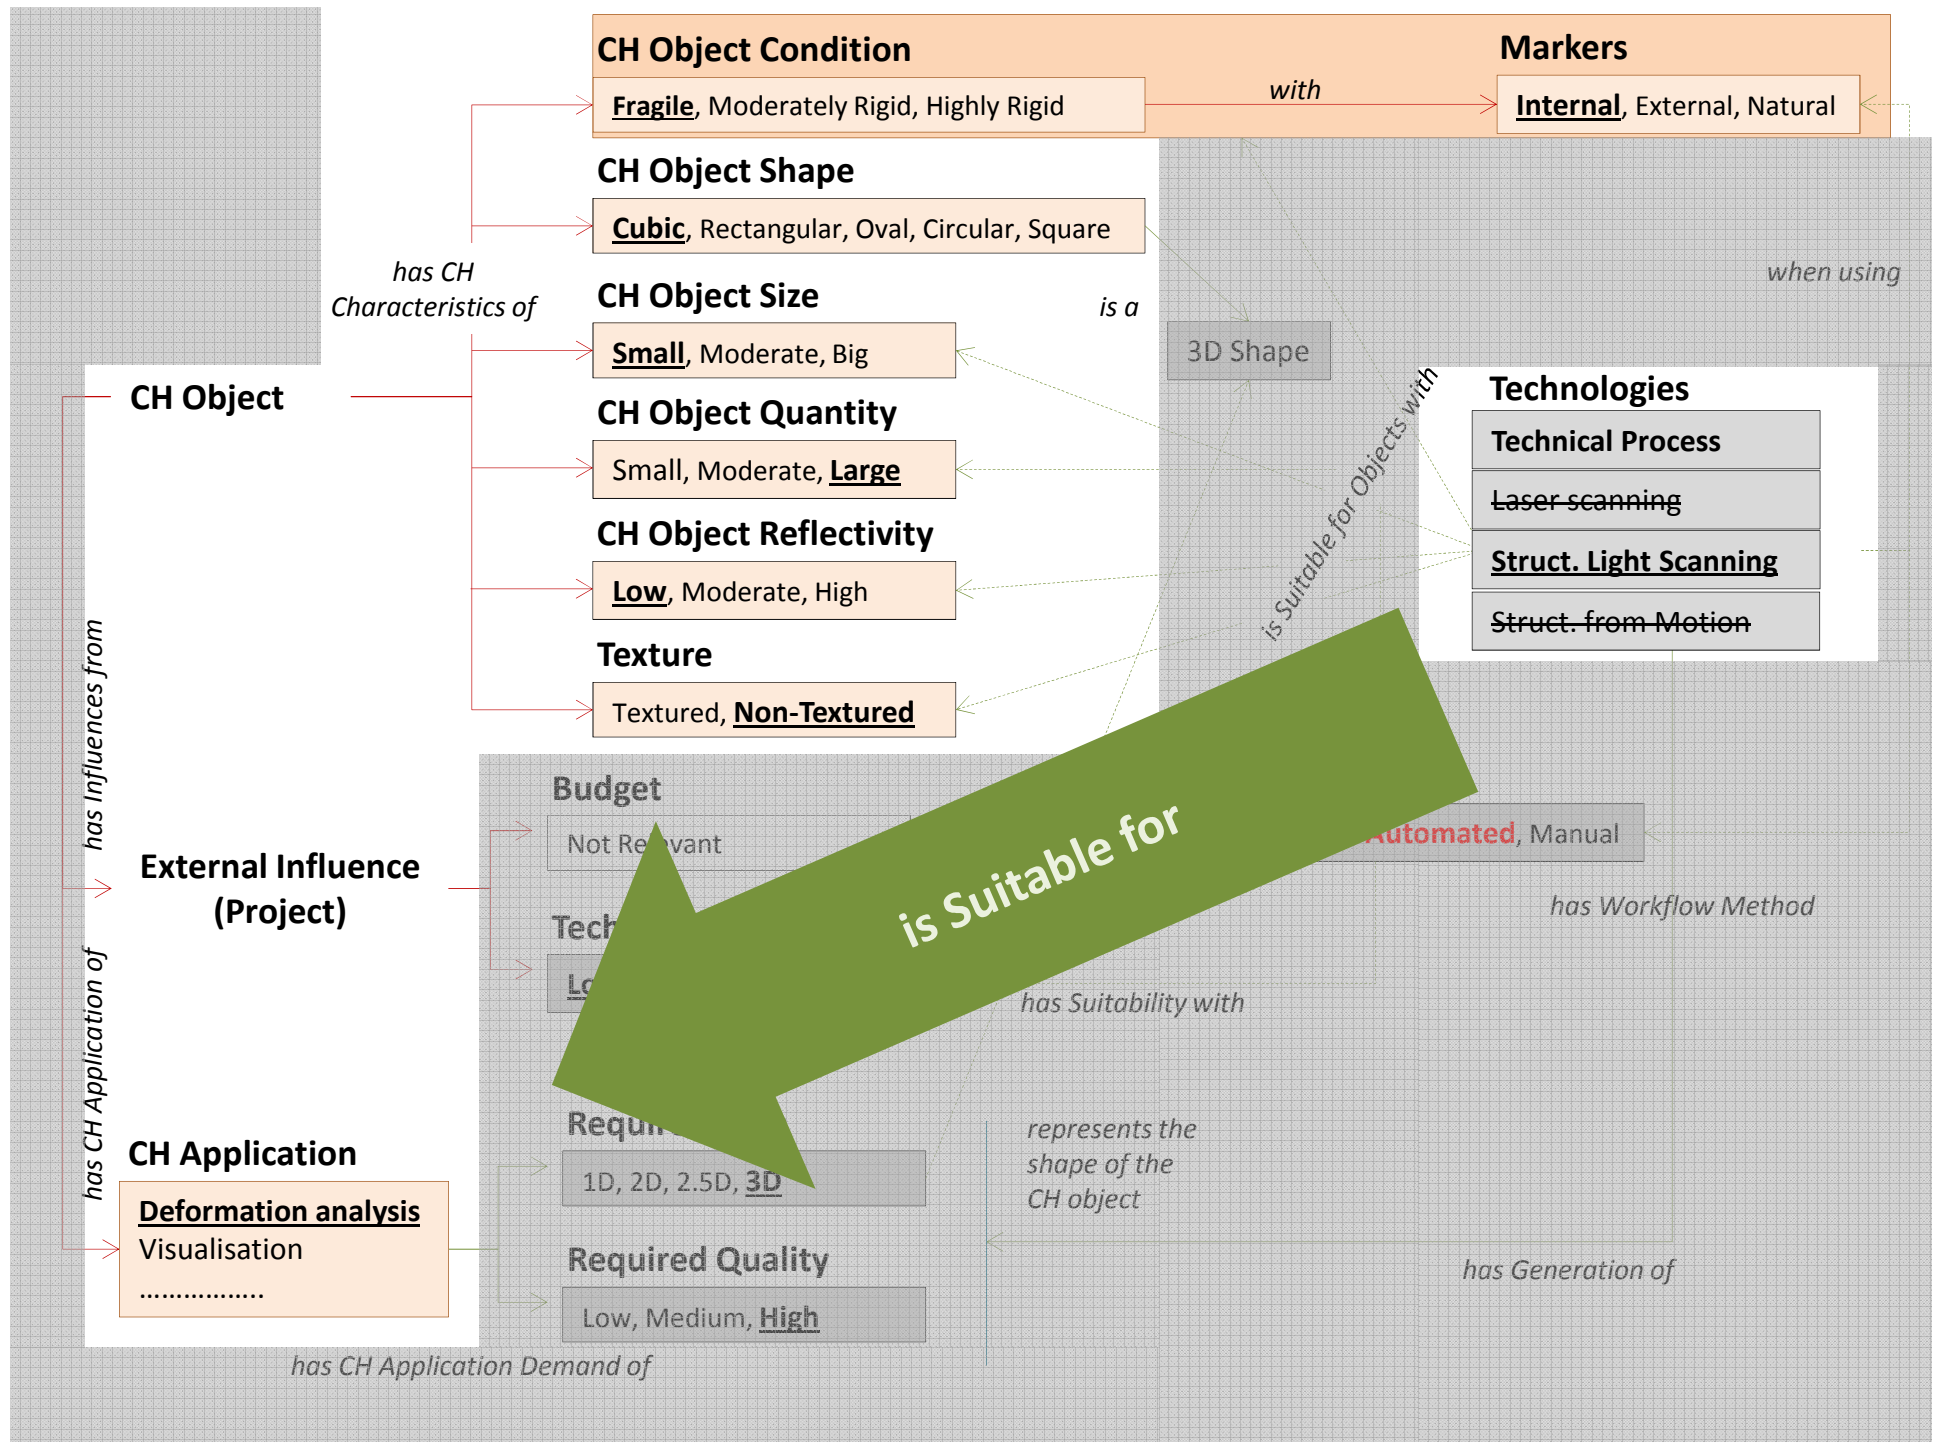 CH Object Condition
Markers
Fragile, Moderately Rigid, Highly Rigid
with
Internal, External, Natural
CH Object Shape
Cubic, Rectangular, Oval, Circular, Square
has CH
Characteristics of
CH Object Size
is a
when using
Small, Moderate, Big
3D Shape
CH Object
CH Object Quantity
Small, Moderate, Large
is Suitable for Objects with
Technologies
Technical Process
Laser scanning
Struct. Light Scanning
Struct. from Motion
CH Object Reflectivity
Low, Moderate, High
Texture
Textured, Non-Textured
has Influences from
External Influence
(Project)
Budget
Not Relevant
is Suitable for
Automated, Manual
has Workflow Method
has Suitability with
has CH Application of
CH Application
Deformation analysis
Visualisation
……………..
1D, 2D, 2.5D, 3D
represents the
shape of the
CH object
Required Quality
Low, Medium, High
has Generation of
has CH Application Demand of